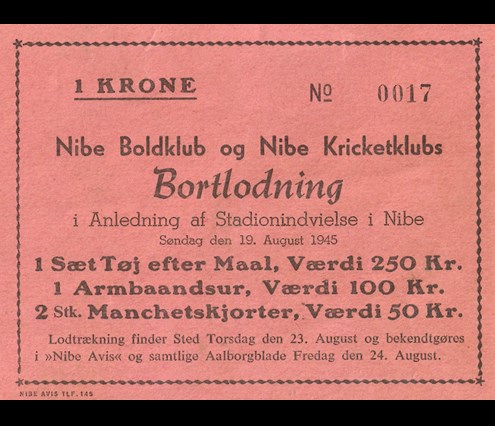 1 KRONE
№ 0017
Nibe Boldklub og Nibe Kricketklubs
Bortlodning
i Anledning af Stadionindvielse i Nibe
Søndag den 19. August 1945
1 Sæt Tøj efter Maal, Værdi 250 Kr.
1 Armbaandsur, Værdi 100 Kr.
2 Stk. Manchetskjorter, Værdi 50 Kr.
Lodtrækning finder Sted Torsdag den 23. August og bekendtgøres
i »Nibe Avis« og samtlige Aalborgblade Fredag den 24. August.
NIBE AVIS TLF. 145